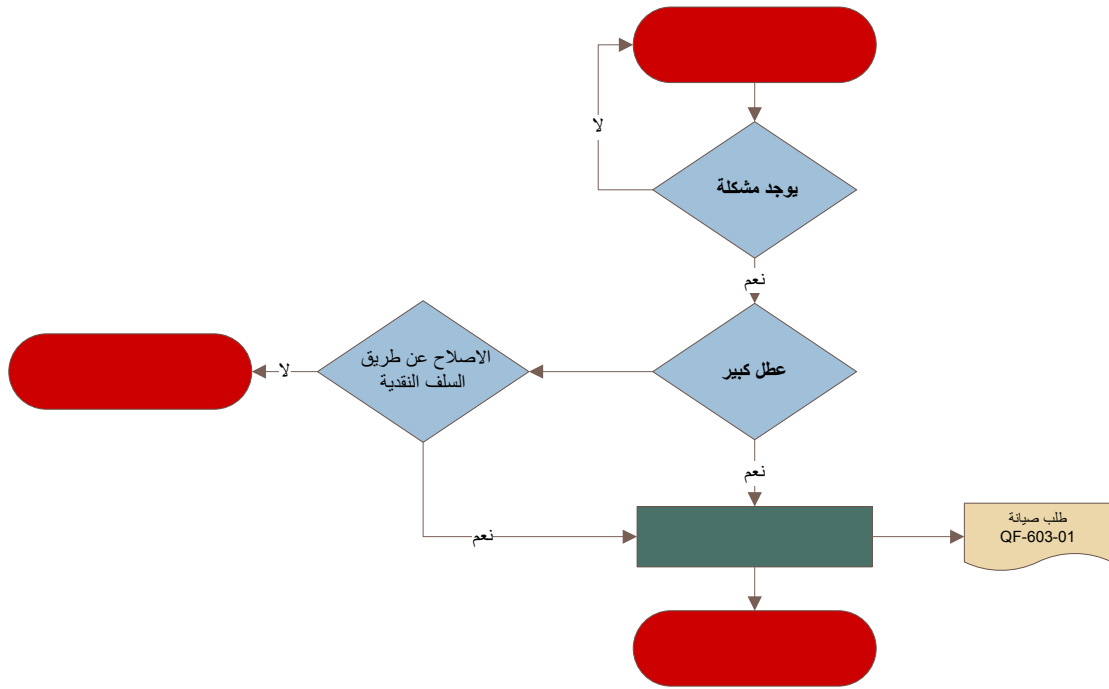 لا
يوجد مشكلة
نعم
عطل كبير
الاصلاح عن طريق
السلف النقدية
لا
نعم
نعم
طلب صيانة
QF-603-01